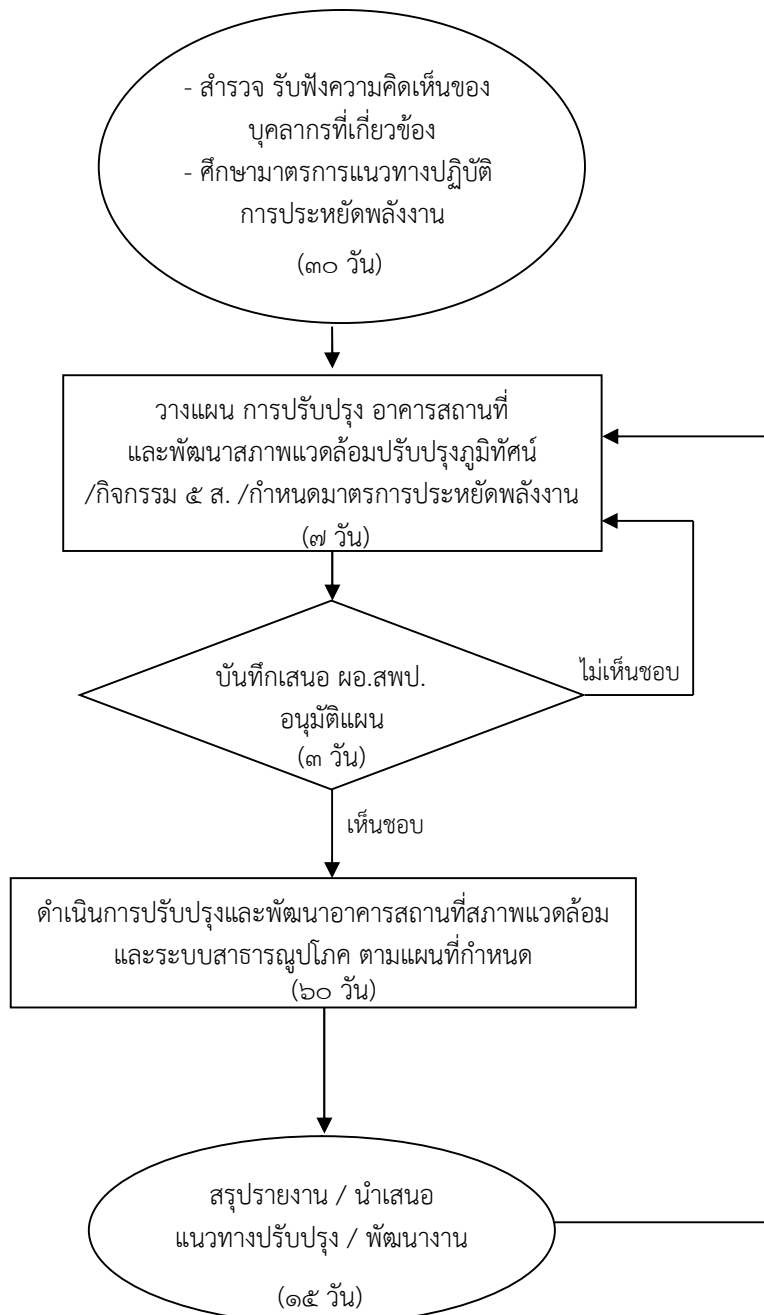 - สำรวจ รับฟังความคิดเห็นของ
บุคลากรที่เกี่ยวข้อง
- ศึกษามาตรการแนวทางปฏิบัติ
การประหยัดพลังงาน
(๓๐ วัน)
วางแผน การปรับปรุง อาคารสถานที่
และพัฒนาสภาพแวดล้อมปรับปรุงภูมิทัศน์
/กิจกรรม ๕ ส. /กำหนดมาตรการประหยัดพลังงาน
(๗ วัน)
บันทึกเสนอ ผอ.สพป.
อนุมัติแผน
(๓ วัน)
ไม่เห็นชอบ
เห็นชอบ
ดำเนินการปรับปรุงและพัฒนาอาคารสถานที่สภาพแวดล้อม
และระบบสาธารณูปโภค ตามแผนที่กำหนด
(๖๐ วัน)
สรุปรายงาน / นำเสนอ
แนวทางปรับปรุง / พัฒนางาน
(๑๕ วัน)